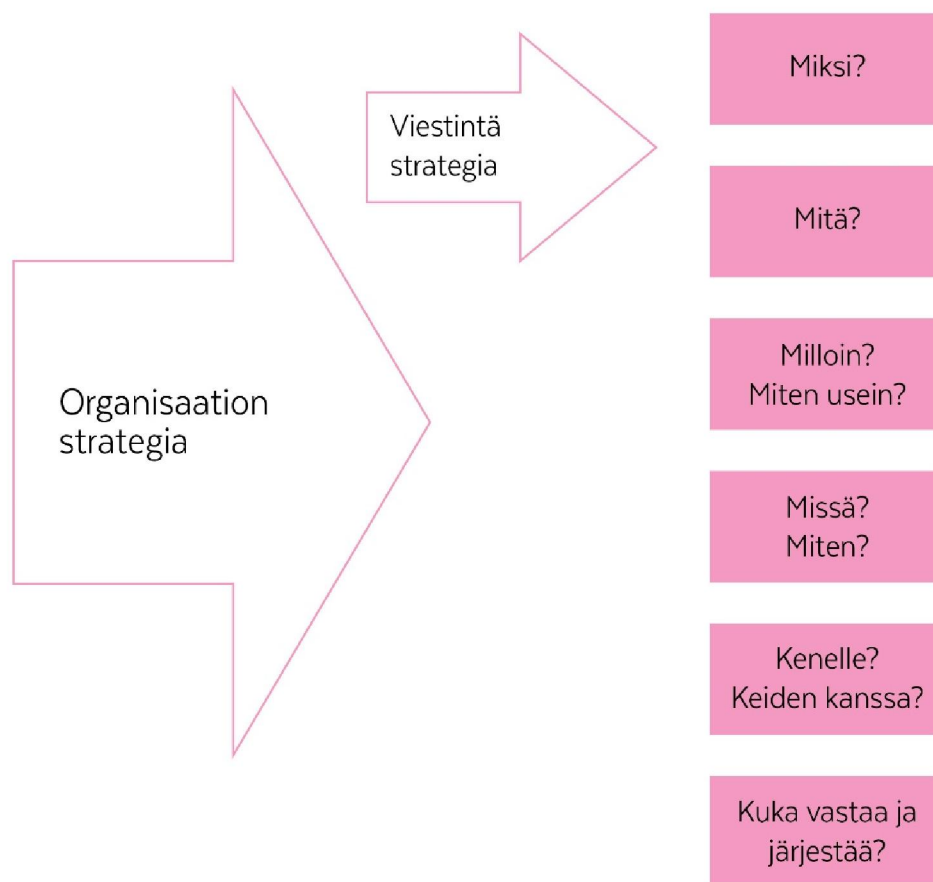 Organisaation
strategia
Viestintä
strategia
Miksi?
Mitä?
Milloin?
Miten usein?
Missä?
Miten?
Kenelle?
Keiden kanssa?
Kuka vastaa ja
järjestää?